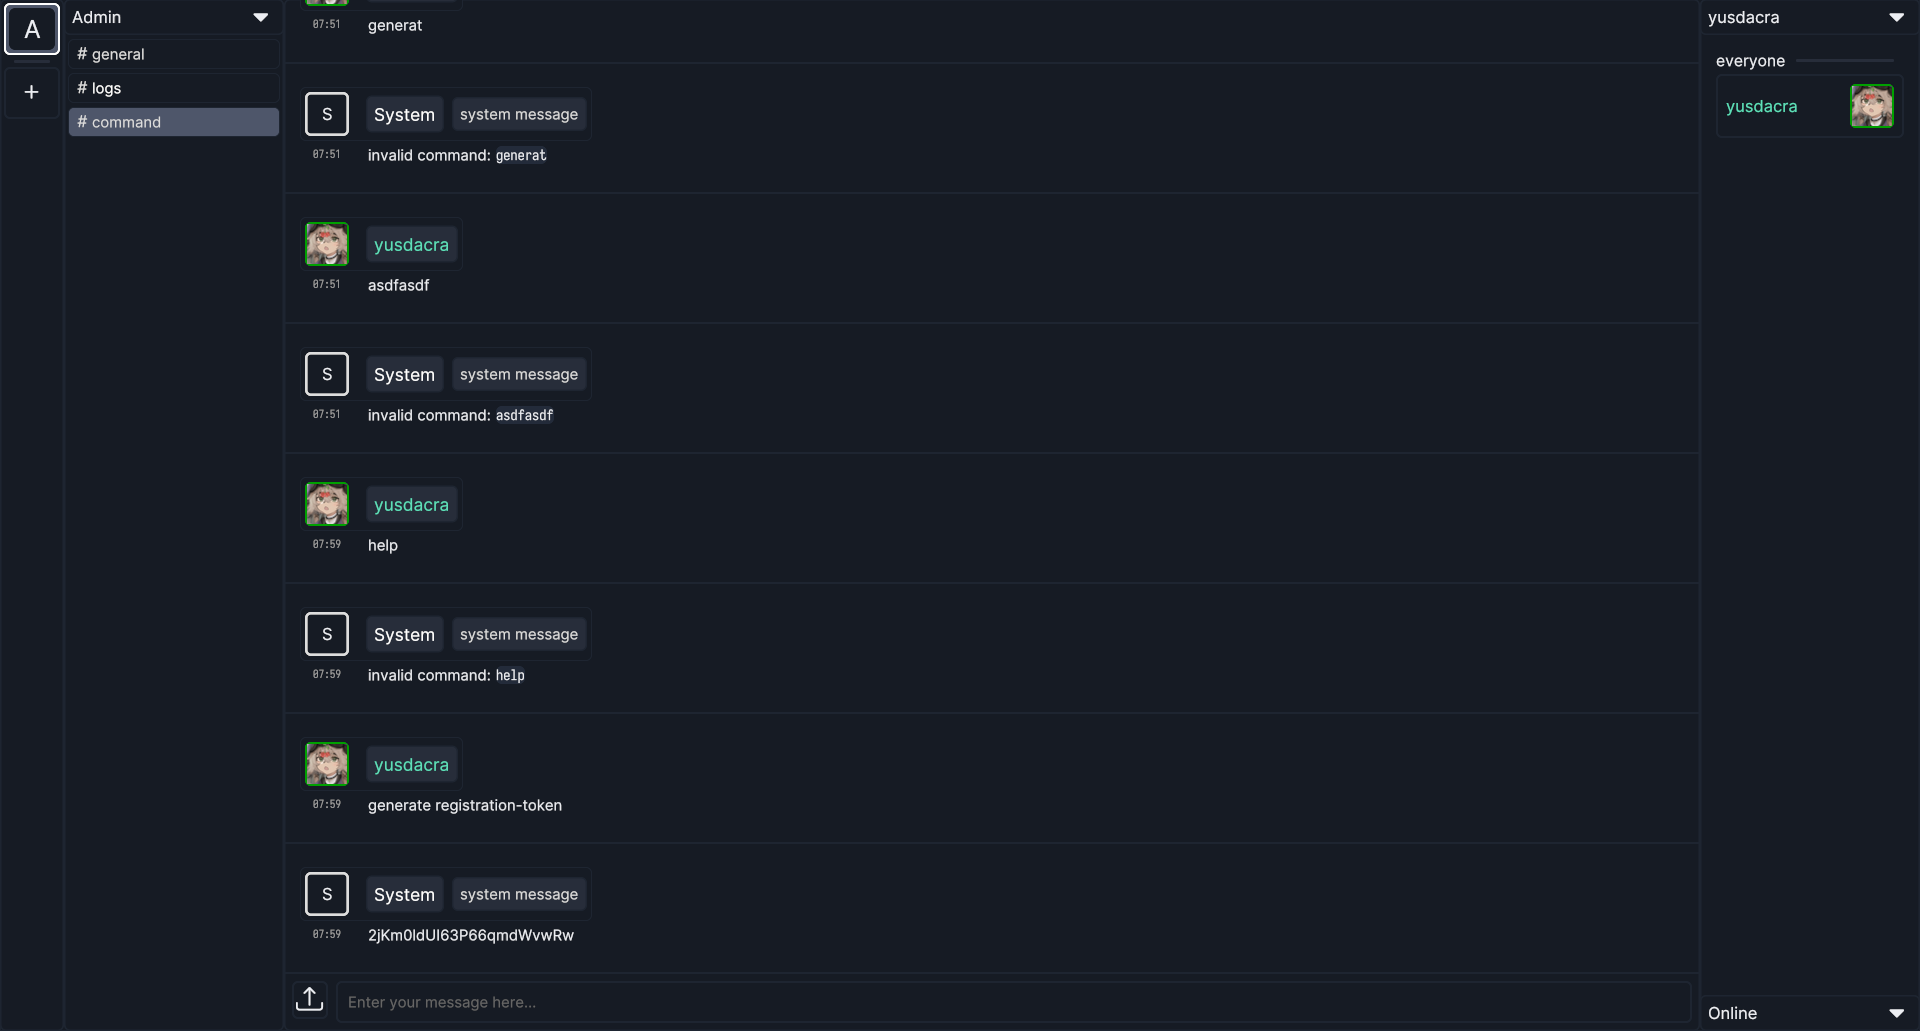 A
+
Admin
# general
# logs
# command
07:51 generat
S System system message
07:51 invalid command: generat
yusdacra
07:51 asdfasdf
S System system message
07:51 invalid command: asdfasdf
yusdacra
07:59 help
S System system message
07:59 invalid command: help
yusdacra
07:59 generate registration-token
S System system message
07:59 2jKm0ldUI63P66qmdWvwRw
Enter your message here...
yusdacra
everyone
yusdacra
Online